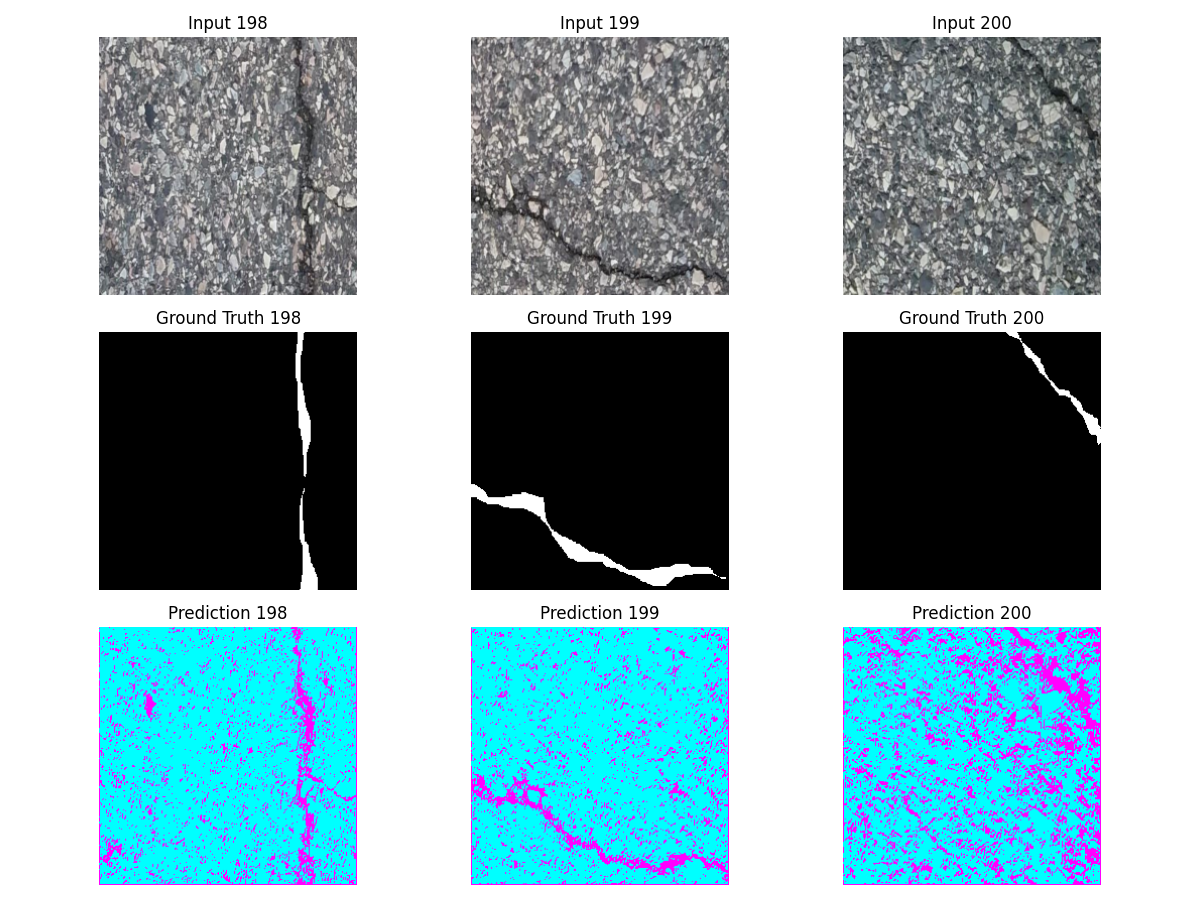 Input 198
Input 199
Input 200
Ground Truth 198
Ground Truth 199
Ground Truth 200
Prediction 198
Prediction 199
Prediction 200